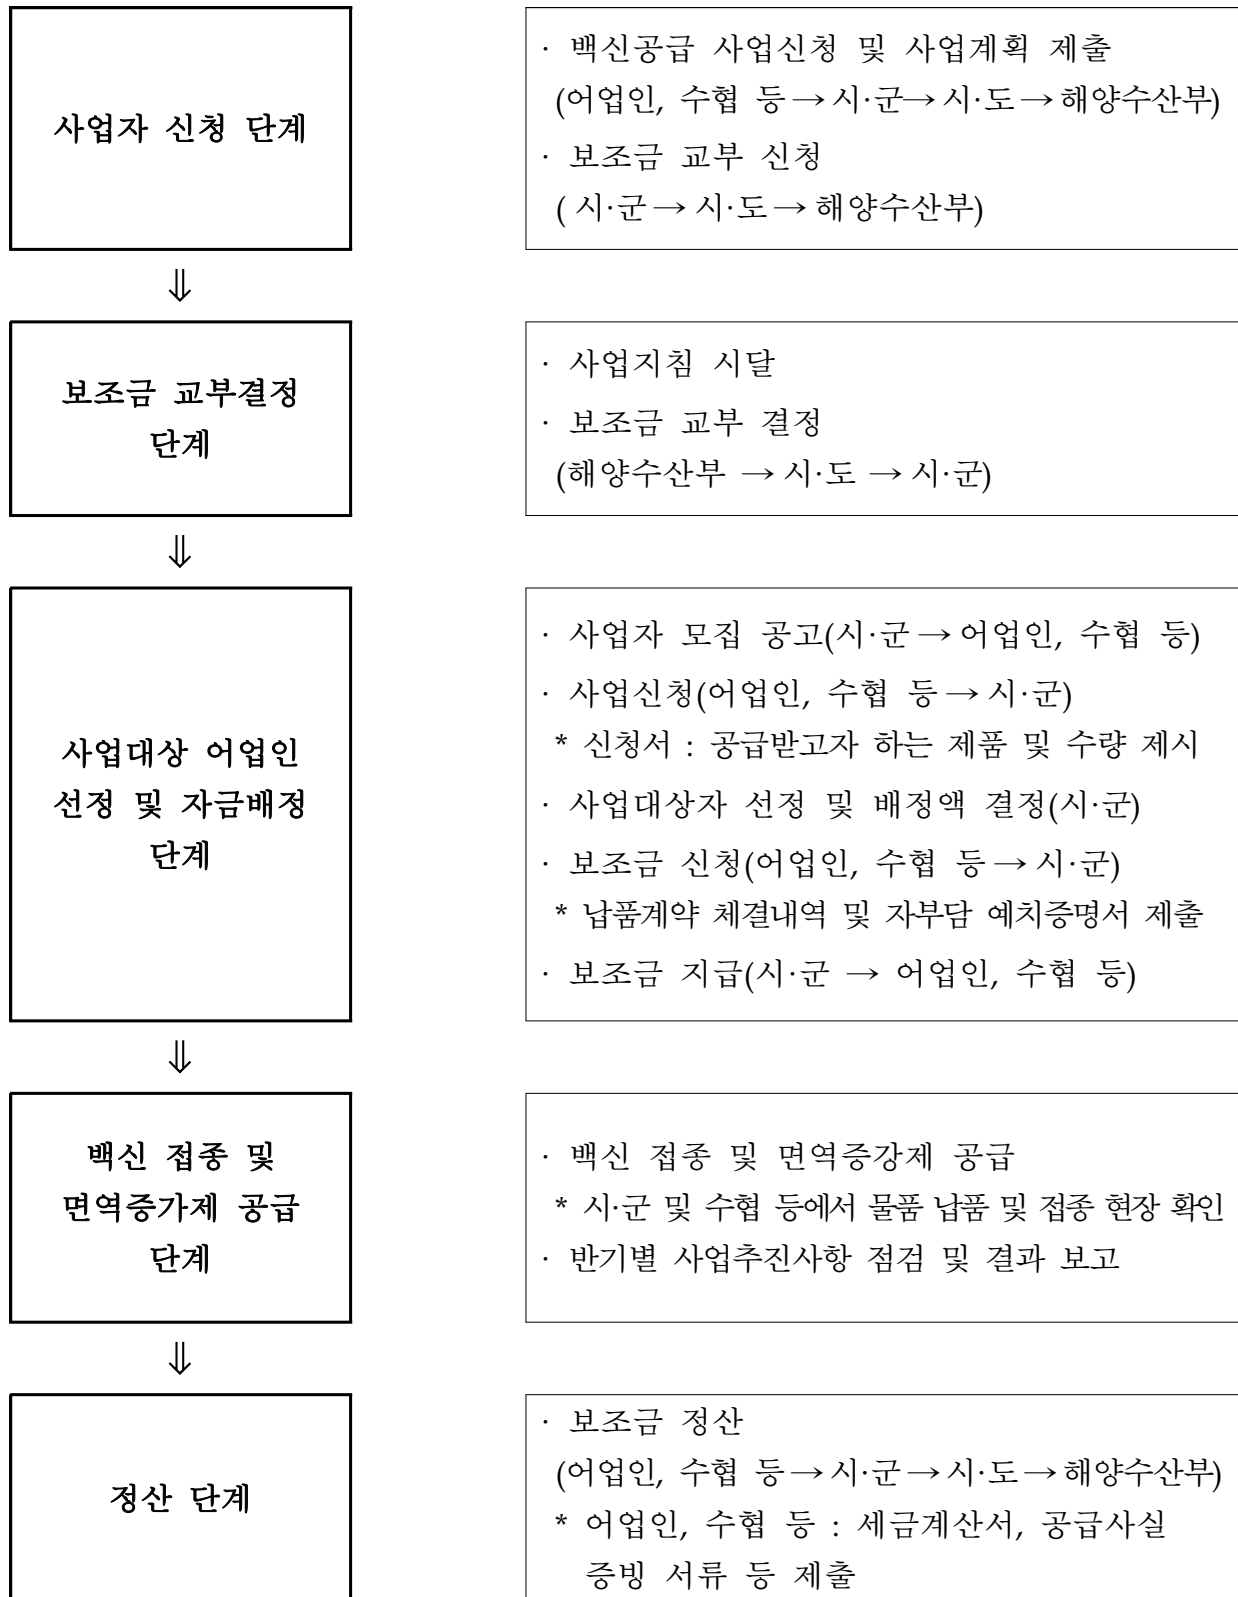 사업자 신청 단계
· 백신공급 사업신청 및 사업계획 제출
(어업인, 수협 등→시·군→시·도→해양수산부)
· 보조금 교부 신청
( 시·군→시·도→해양수산부)
⇓
보조금 교부결정
단계
· 사업지침 시달
· 보조금 교부 결정
(해양수산부 →시·도 →시·군)
⇓
사업대상 어업인
선정 및 자금배정
단계
· 사업자 모집 공고(시·군→어업인, 수협 등)
· 사업신청(어업인, 수협 등→시·군)
* 신청서 : 공급받고자 하는 제품 및 수량 제시
· 사업대상자 선정 및 배정액 결정(시·군)
· 보조금 신청(어업인, 수협 등→시·군)
* 납품계약 체결내역 및 자부담 예치증명서 제출
· 보조금 지급(시·군 → 어업인, 수협 등)
⇓
백신 접종 및
면역증가제 공급
단계
· 백신 접종 및 면역증강제 공급
* 시·군 및 수협 등에서 물품 납품 및 접종 현장 확인
· 반기별 사업추진사항 점검 및 결과 보고
⇓
정산 단계
· 보조금 정산
(어업인, 수협 등→시·군→시·도→해양수산부)
* 어업인, 수협 등 : 세금계산서, 공급사실
증빙 서류 등 제출